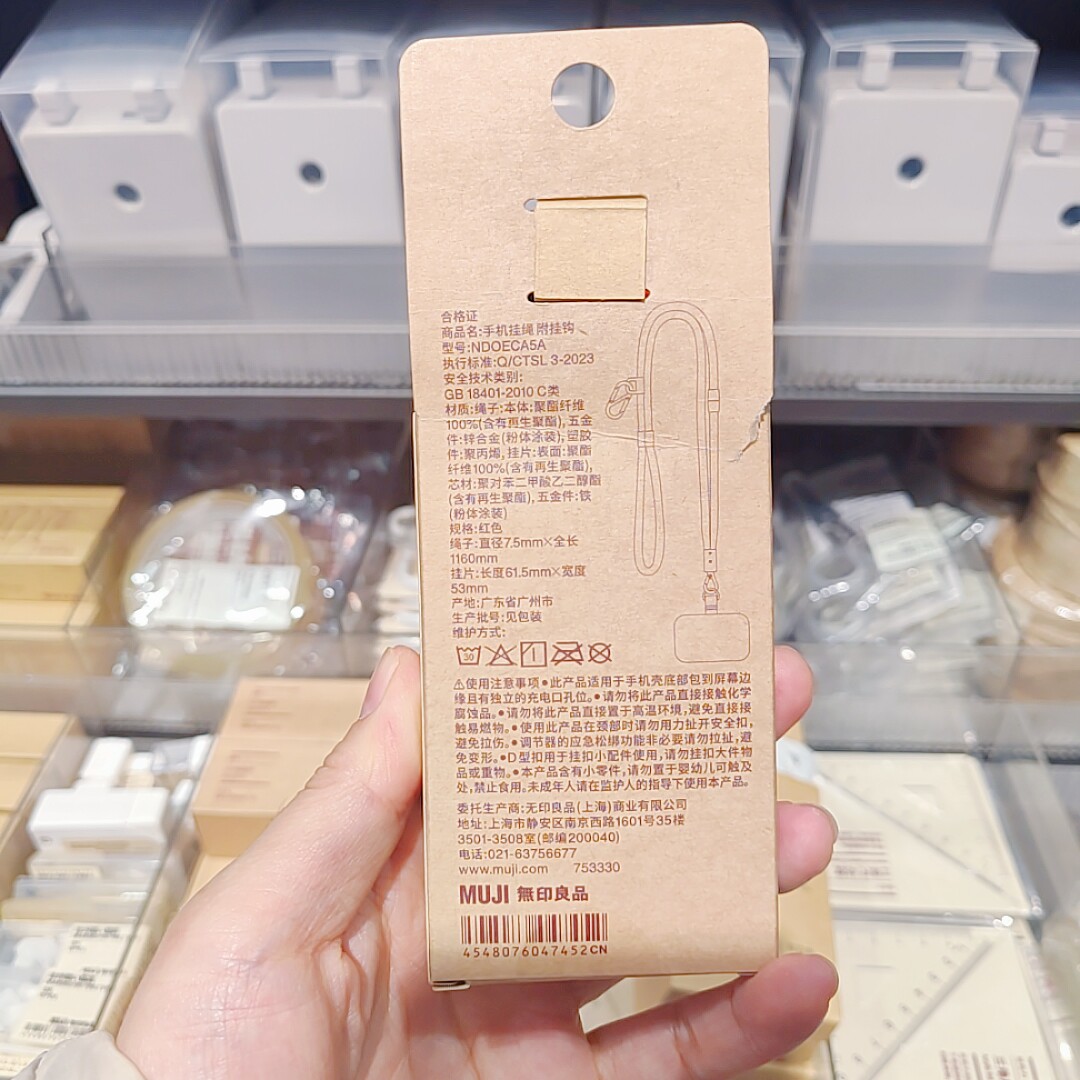 合格证
商品名:手机挂绳 附挂钩
型号:NDOECA5A
执行标准:Q/CTSL 3-2023
安全技术类别:
GB 18401-2010 C类
材质:绳子:本体:聚酯纤维
100%(含有再生聚酯),五金
件:锌合金(粉体涂装),塑胶
件:聚丙烯,挂片:表面:聚酯
纤维100%(含有再生聚酯),
芯材:聚对苯二甲酸乙二醇酯
(含有再生聚酯),五金件:铁
(粉体涂装)
规格:红色
绳子:直径7.5mm×全长
1160mm
挂片:长度61.5mm×宽度
53mm
产地:广东省广州市
生产批号:见包装
维护方式:
30
⚠使用注意事项●此产品适用于手机壳底部包到屏幕边
缘且有独立的充电口孔位。●请勿将此产品直接接触化学
腐蚀品。●请勿将此产品直接置于高温环境,避免直接接
触易燃物。●使用此产品在颈部时请勿用力扯开安全扣,
避免拉伤。●调节器的应急松绑功能非必要请勿拉扯,避
免变形。●D型扣用于挂扣小配件使用,请勿挂扣大件物
品或重物。●本产品含有小零件,请勿置于婴幼儿可触及
处,禁止食用。未成年人请在监护人的指导下使用本产品。
委托生产商:无印良品(上海)商业有限公司
地址:上海市静安区南京西路1601号35楼
3501-3508室(邮编200040)
电话:021-63756677
www.muji.com 753330
MUJI 無印良品
4548076047452CN